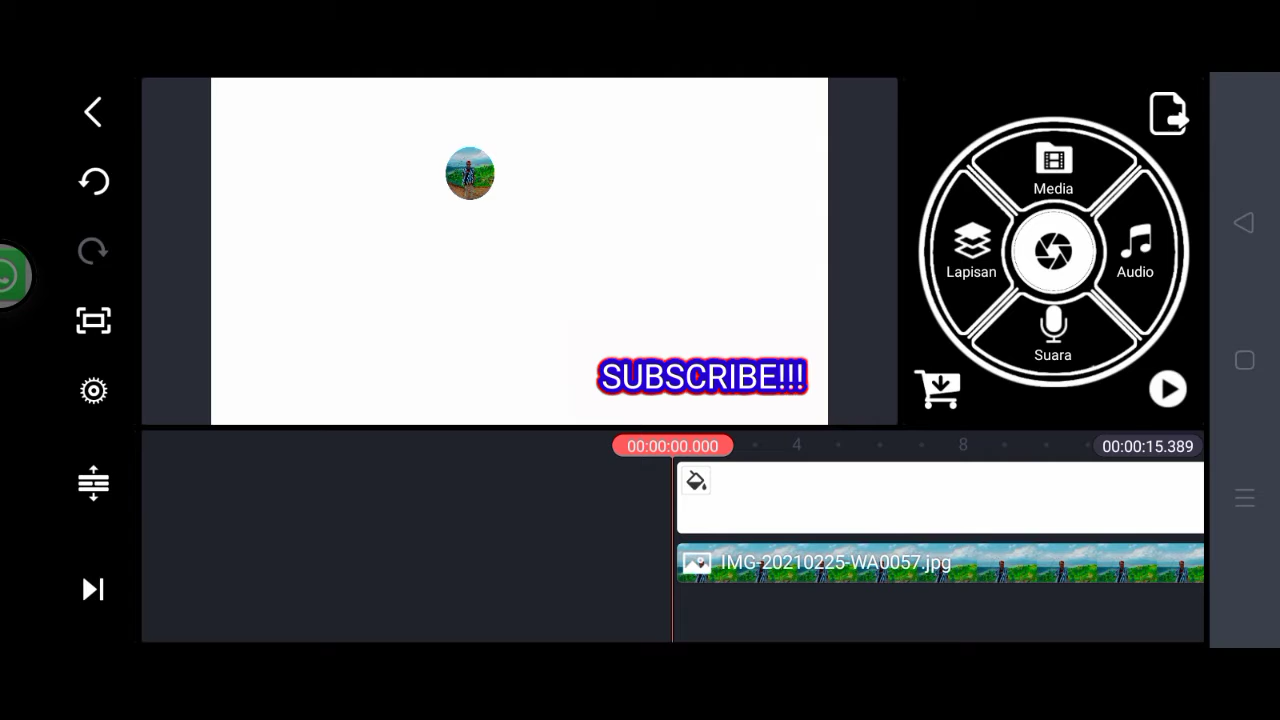 Media
Lapisan
Audio
Suara
SUBSCRIBE!!!
00:00:00.000
4
8
00:00:15.389
IMG-20210225-WA0057.jpg